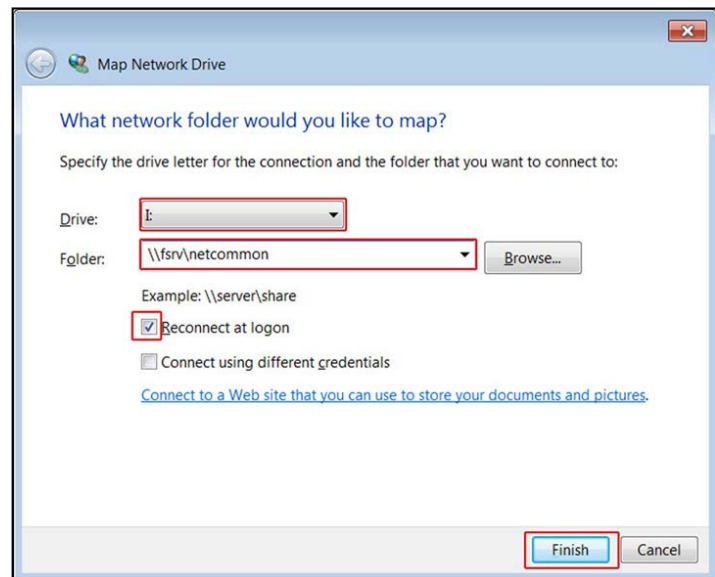 Map Network Drive
What network folder would you like to map?
Specify the drive letter for the connection and the folder that you want to connect to:
Drive: I:
Folder: \\fsrv\netcommon Browse...
Example: \\server\share
Reconnect at logon
Connect using different credentials
Connect to a Web site that you can use to store your documents and pictures.
Finish Cancel